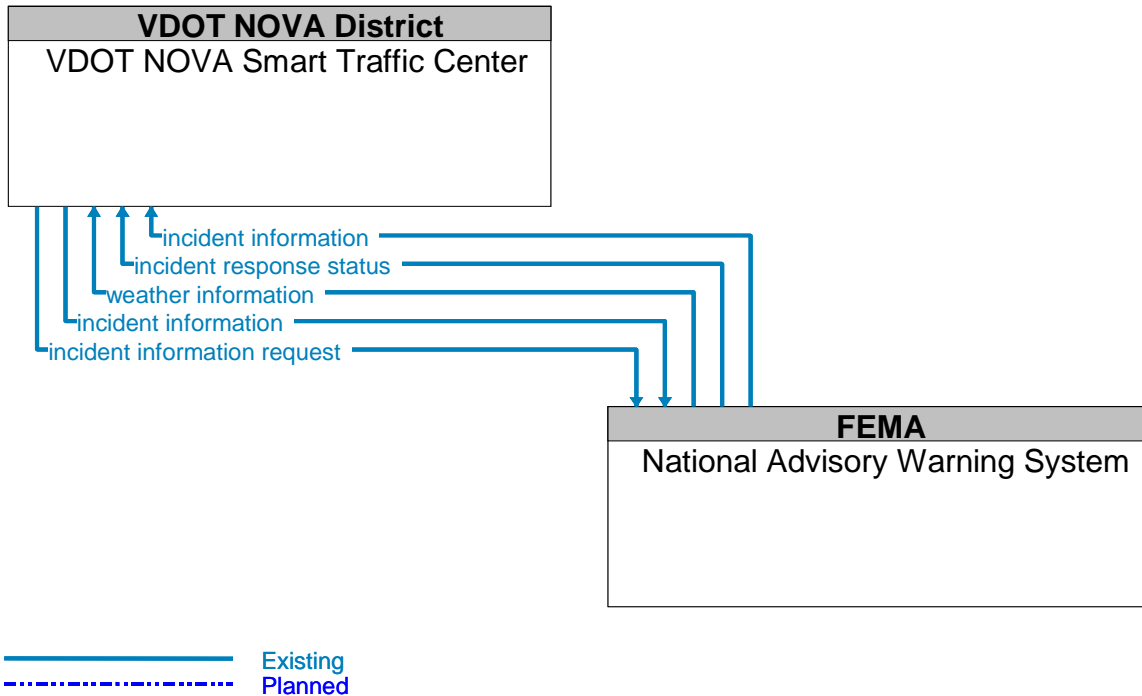 VDOT NOVA District
VDOT NOVA Smart Traffic Center
incident information
incident response status
weather information
incident information
incident information request
FEMA
National Advisory Warning System
Existing
Planned